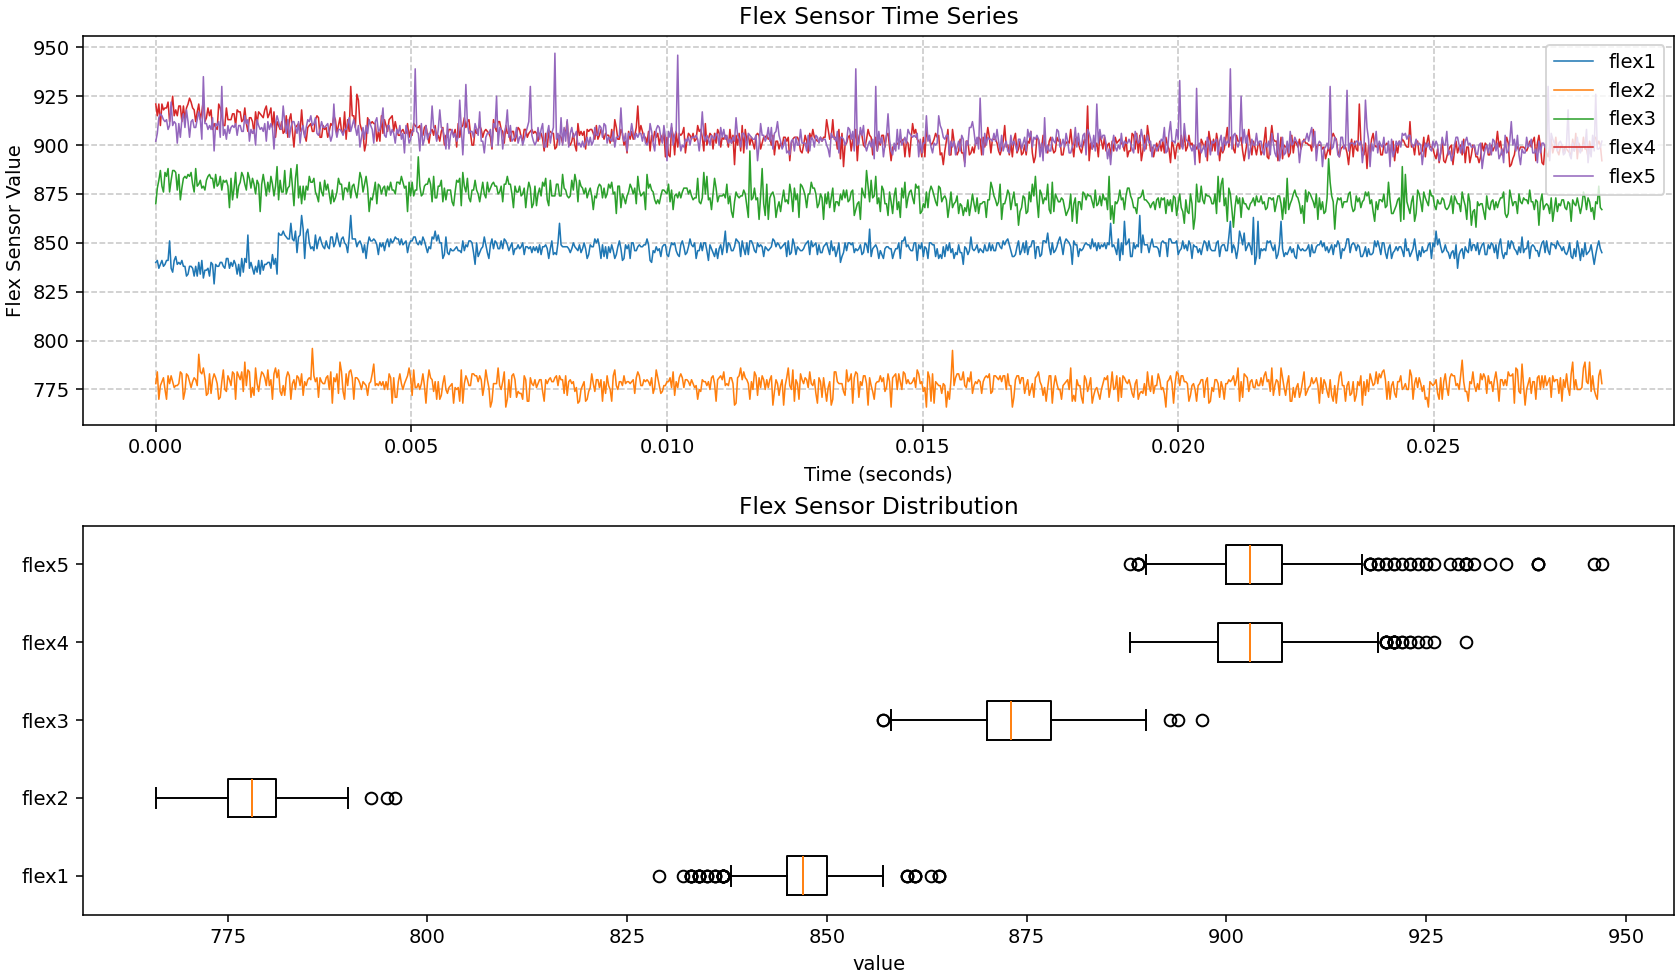 Flex Sensor Time Series
Flex Sensor Value
950
925
900
875
850
825
800
775
flex1
flex2
flex3
flex4
flex5
0.000 0.005 0.010 0.015 0.020 0.025
Time (seconds)
Flex Sensor Distribution
flex5
flex4
flex3
flex2
flex1
775 800 825 850 875 900 925 950
value